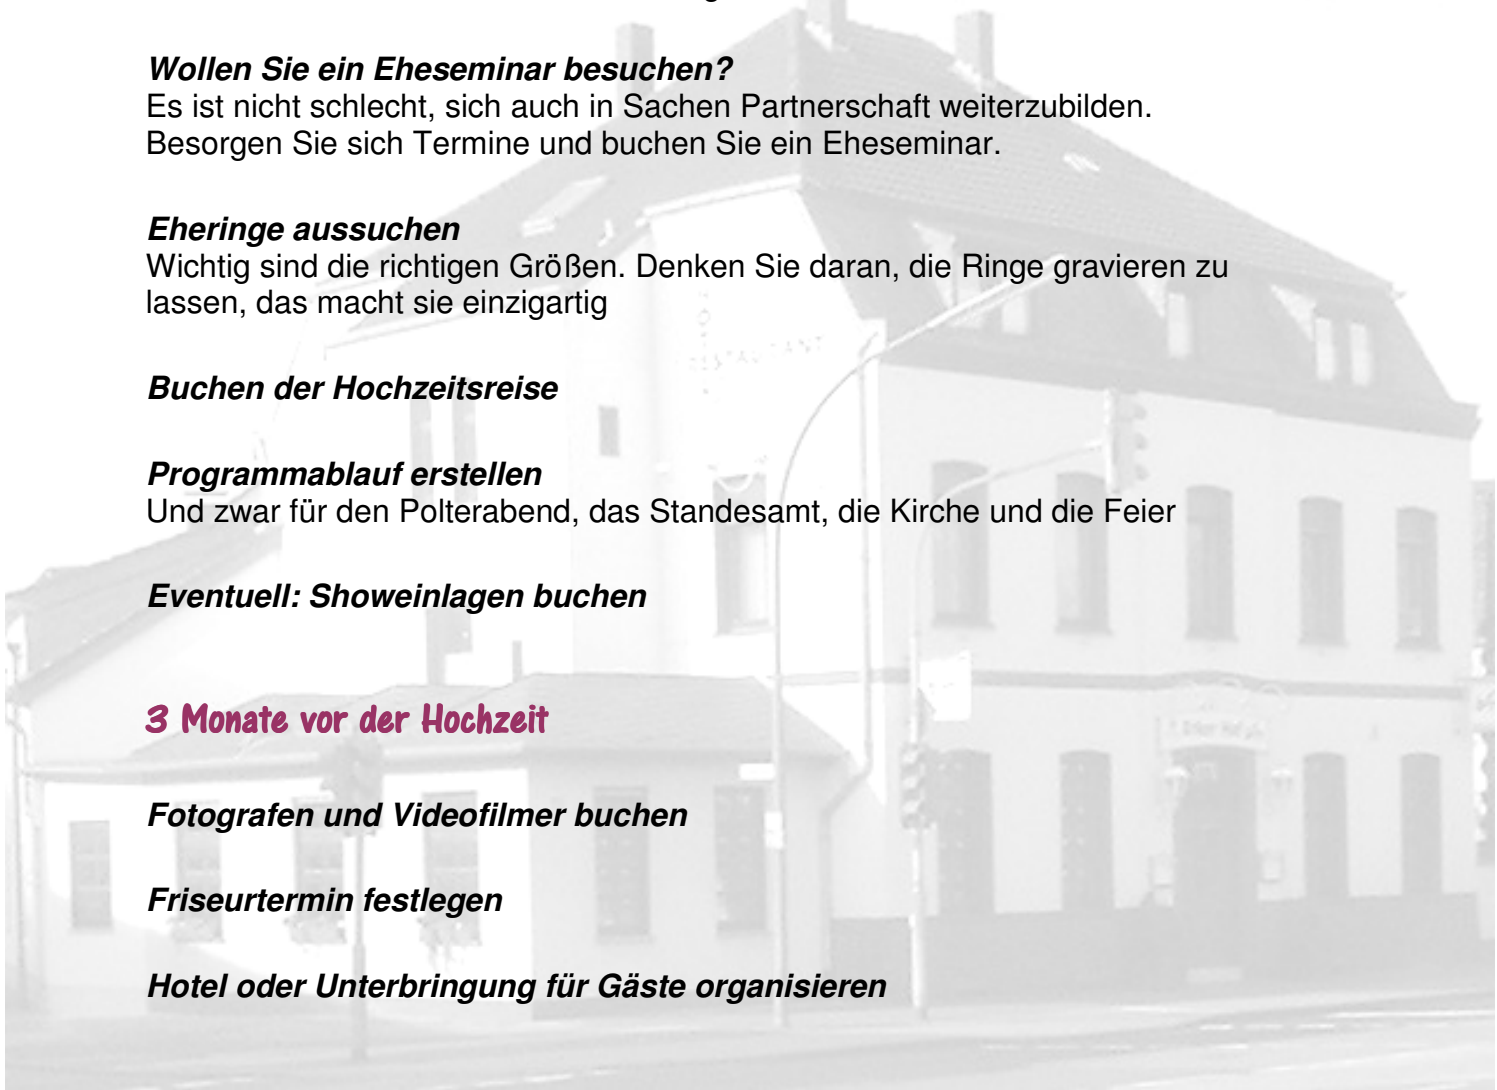 Wollen Sie ein Eheseminar besuchen?
Es ist nicht schlecht, sich auch in Sachen Partnerschaft weiterzubilden.
Besorgen Sie sich Termine und buchen Sie ein Eheseminar.
Eheringe aussuchen
Wichtig sind die richtigen Größen. Denken Sie daran, die Ringe gravieren zu
lassen, das macht sie einzigartig
Buchen der Hochzeitsreise
Programmablauf erstellen
Und zwar für den Polterabend, das Standesamt, die Kirche und die Feier
Eventuell: Showeinlagen buchen
3 Monate vor der Hochzeit
Fotografen und Videofilmer buchen
Friseurtermin festlegen
Hotel oder Unterbringung für Gäste organisieren